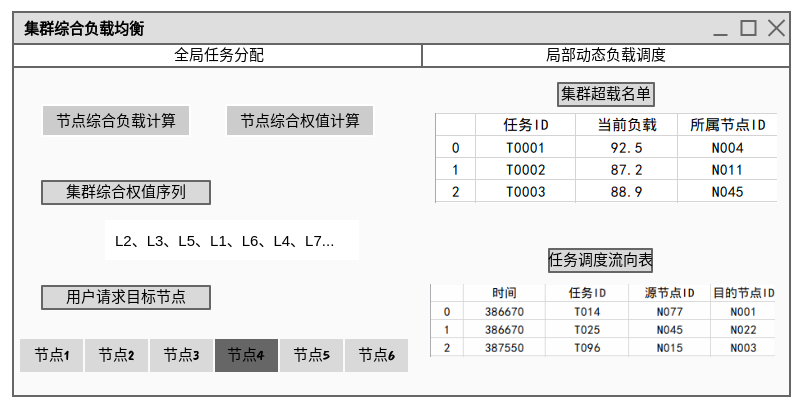 集群综合负载均衡
全局任务分配
局部动态负载调度
节点综合负载计算 节点综合权值计算
集群综合权值序列
L2、L3、L5、L1、L6、L4、L7...
用户请求目标节点
节点1 节点2 节点3 节点4 节点5 节点6
集群超载名单
任务ID 当前负载 所属节点ID
0 T0001 92.5 N004
1 T0002 87.2 N011
2 T0003 88.9 N045
任务调度流向表
时间 任务ID 源节点ID 目的节点ID
0 386670 T014 N077 N001
1 386670 T025 N045 N022
2 387550 T096 N015 N003